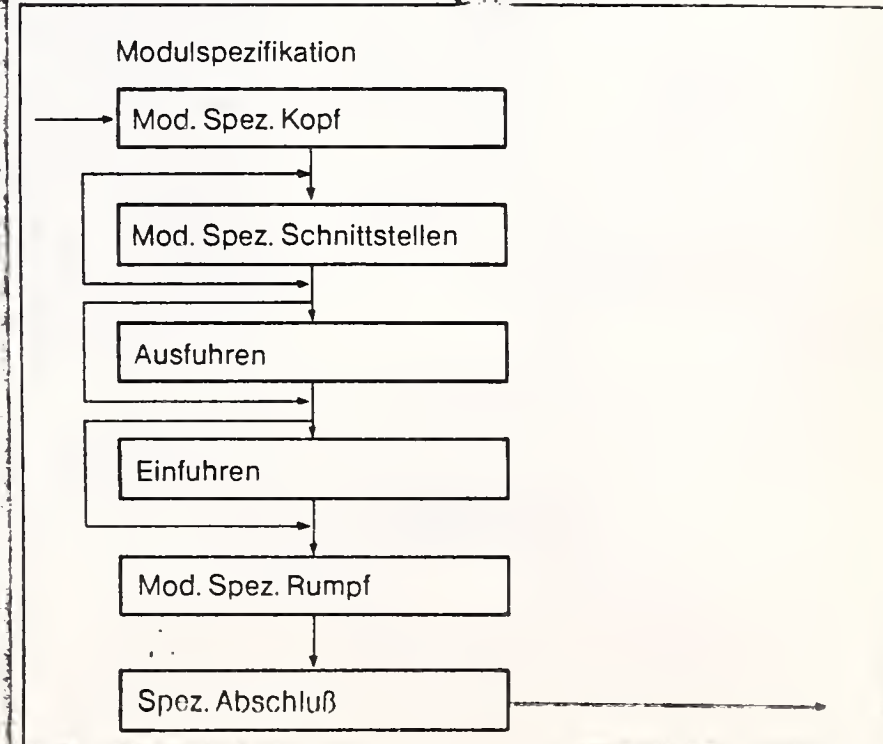 Modulspezifikation
Mod. Spez. Kopf
Mod. Spez. Schnittstellen
Ausfuhren
Einfuhren
Mod. Spez. Rumpf
Spez. Abschluß